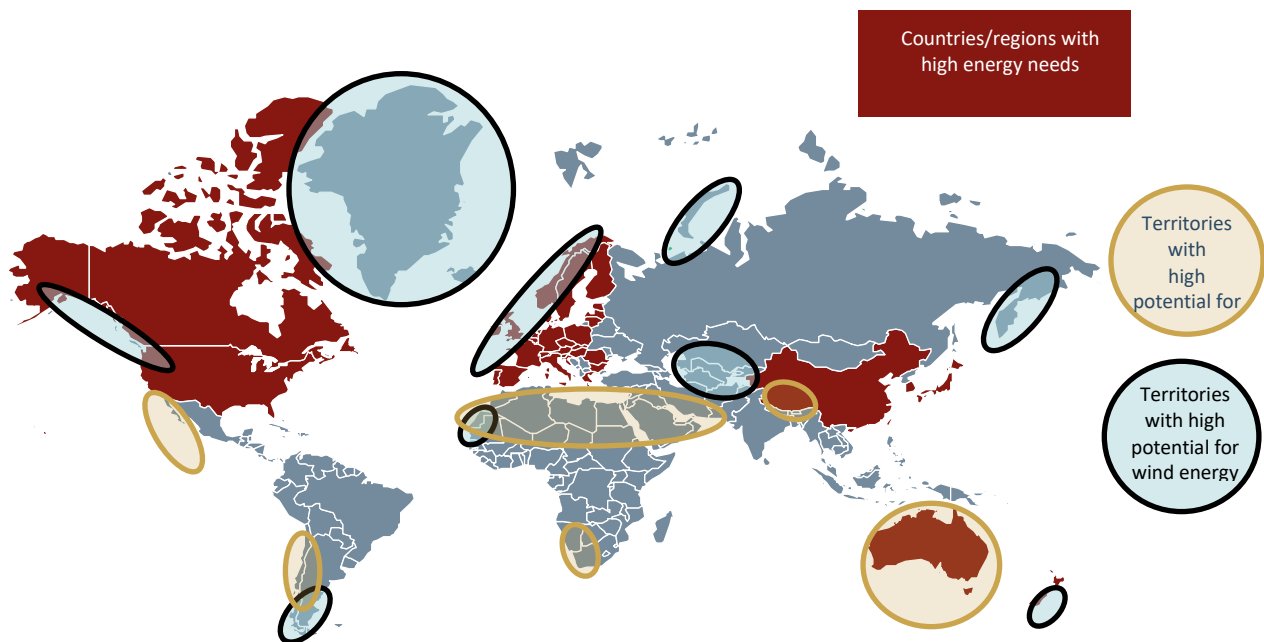 Countries/regions with
high energy needs
Territories
with
high
potential for
Territories
with high
potential for
wind energy